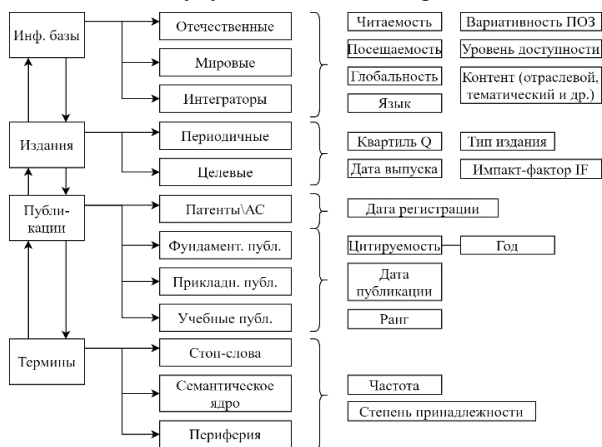 Инф. базы
Отечественные
Мировые
Интеграторы
Читаемость
Вариативность ПОЗ
Посещаемость
Уровень доступности
Глобальность
Контент (отраслевой,
тематический и др.)
Язык
Издания
Периодичные
Целевые
Квартиль Q
Тип издания
Дата выпуска
Импакт-фактор IF
Публи-
кации
Патенты\АС
Фундамент. публ.
Прикладн. публ.
Учебные публ.
Дата регистрации
Цитируемость
Год
Дата
публикации
Ранг
Термины
Стоп-слова
Семантическое
ядро
Периферия
Частота
Степень принадлежности